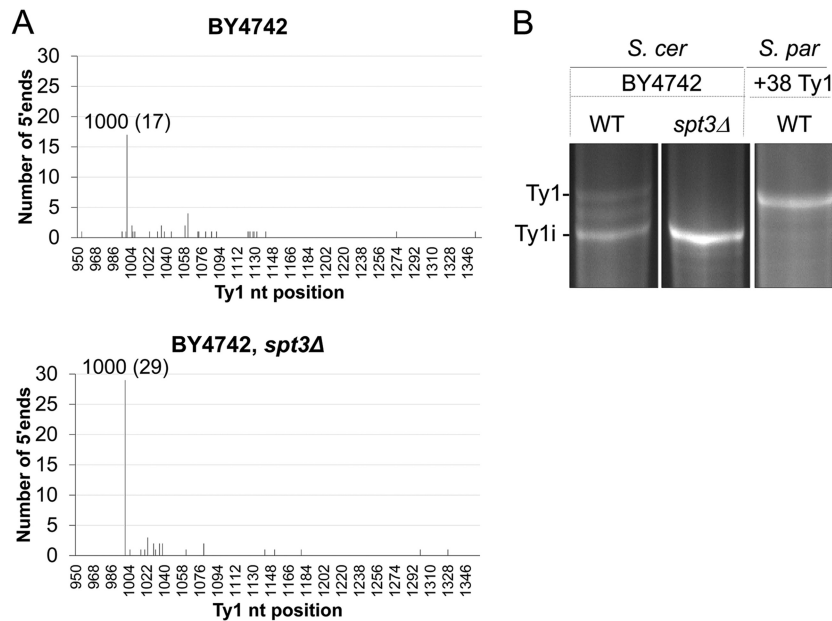 A
BY4742
30
25
20
15
10
5
0
1000 (17)
Number of 5'ends
950 968 986 1004 1022 1040 1058 1076 1094 1112 1130 1148 1166 1184 1202 1220 1238 1256 1274 1292 1310 1328 1346
Ty1 nt position
BY4742, spt3Δ
30
25
20
15
10
5
0
1000 (29)
Number of 5'ends
950 968 986 1004 1022 1040 1058 1076 1094 1112 1130 1148 1166 1184 1202 1220 1238 1256 1274 1292 1310 1328 1346
Ty1 nt position
B
S. cer S. par
BY4742 +38 Ty1
WT spt3Δ WT
Ty1
Ty1i